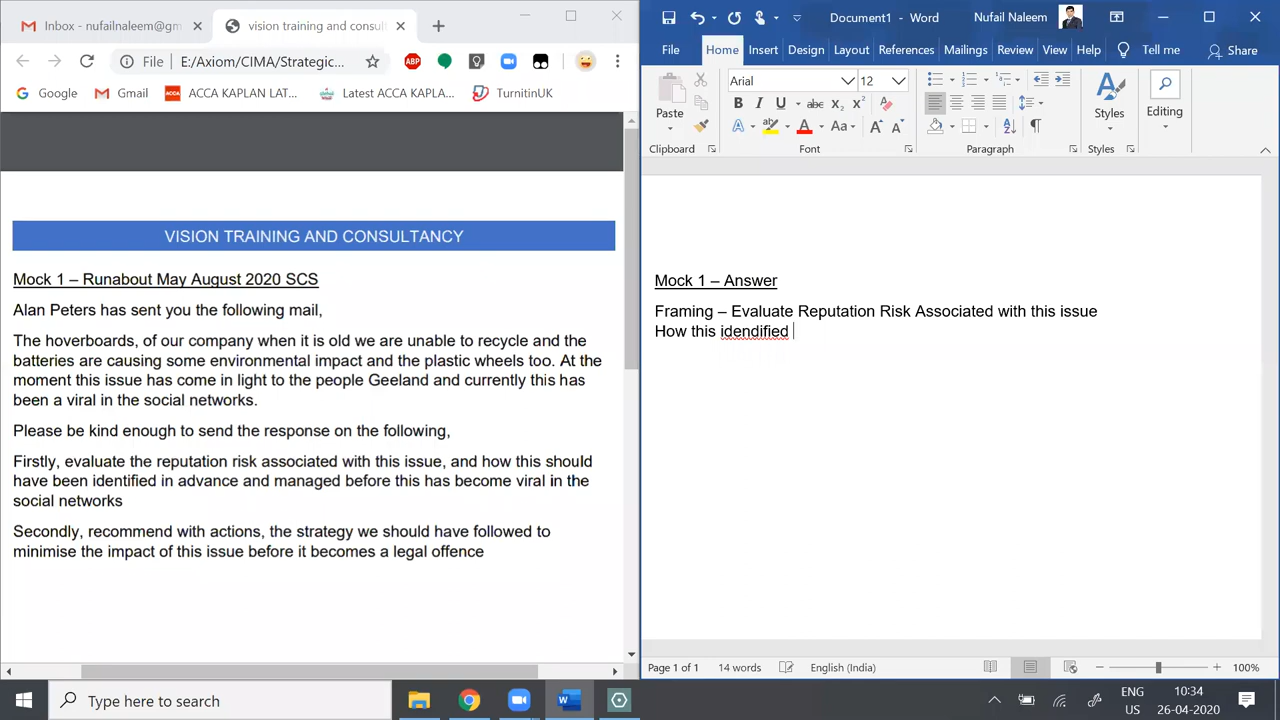 Inbox - nufailnaleem@gm
vision training and consult
Document1 - Word
Nufail Naleem
File
E:/Axiom/CIMA/Strategic...
ABP
File
Home
Insert
Design
Layout
References
Mailings
Review
View
Help
Tell me
Share
Google
Gmail
ACCA
ACCA KAPLAN LAT...
Latest ACCA KAPLA...
TurnitinUK
Paste
Clipboard
Arial
12
B I U abc X₂ X²
A A Aa A A
Font
Paragraph
Styles
Styles
Editing
VISION TRAINING AND CONSULTANCY
Mock 1 – Runabout May August 2020 SCS
Alan Peters has sent you the following mail,
The hoverboards, of our company when it is old we are unable to recycle and the
batteries are causing some environmental impact and the plastic wheels too. At the
moment this issue has come in light to the people Geeland and currently this has
been a viral in the social networks.
Please be kind enough to send the response on the following,
Firstly, evaluate the reputation risk associated with this issue, and how this should
have been identified in advance and managed before this has become viral in the
social networks
Secondly, recommend with actions, the strategy we should have followed to
minimise the impact of this issue before it becomes a legal offence
Mock 1 – Answer
Framing – Evaluate Reputation Risk Associated with this issue
How this idendified
Page 1 of 1
14 words
English (India)
100%
Type here to search
ENG
US
10:34
26-04-2020